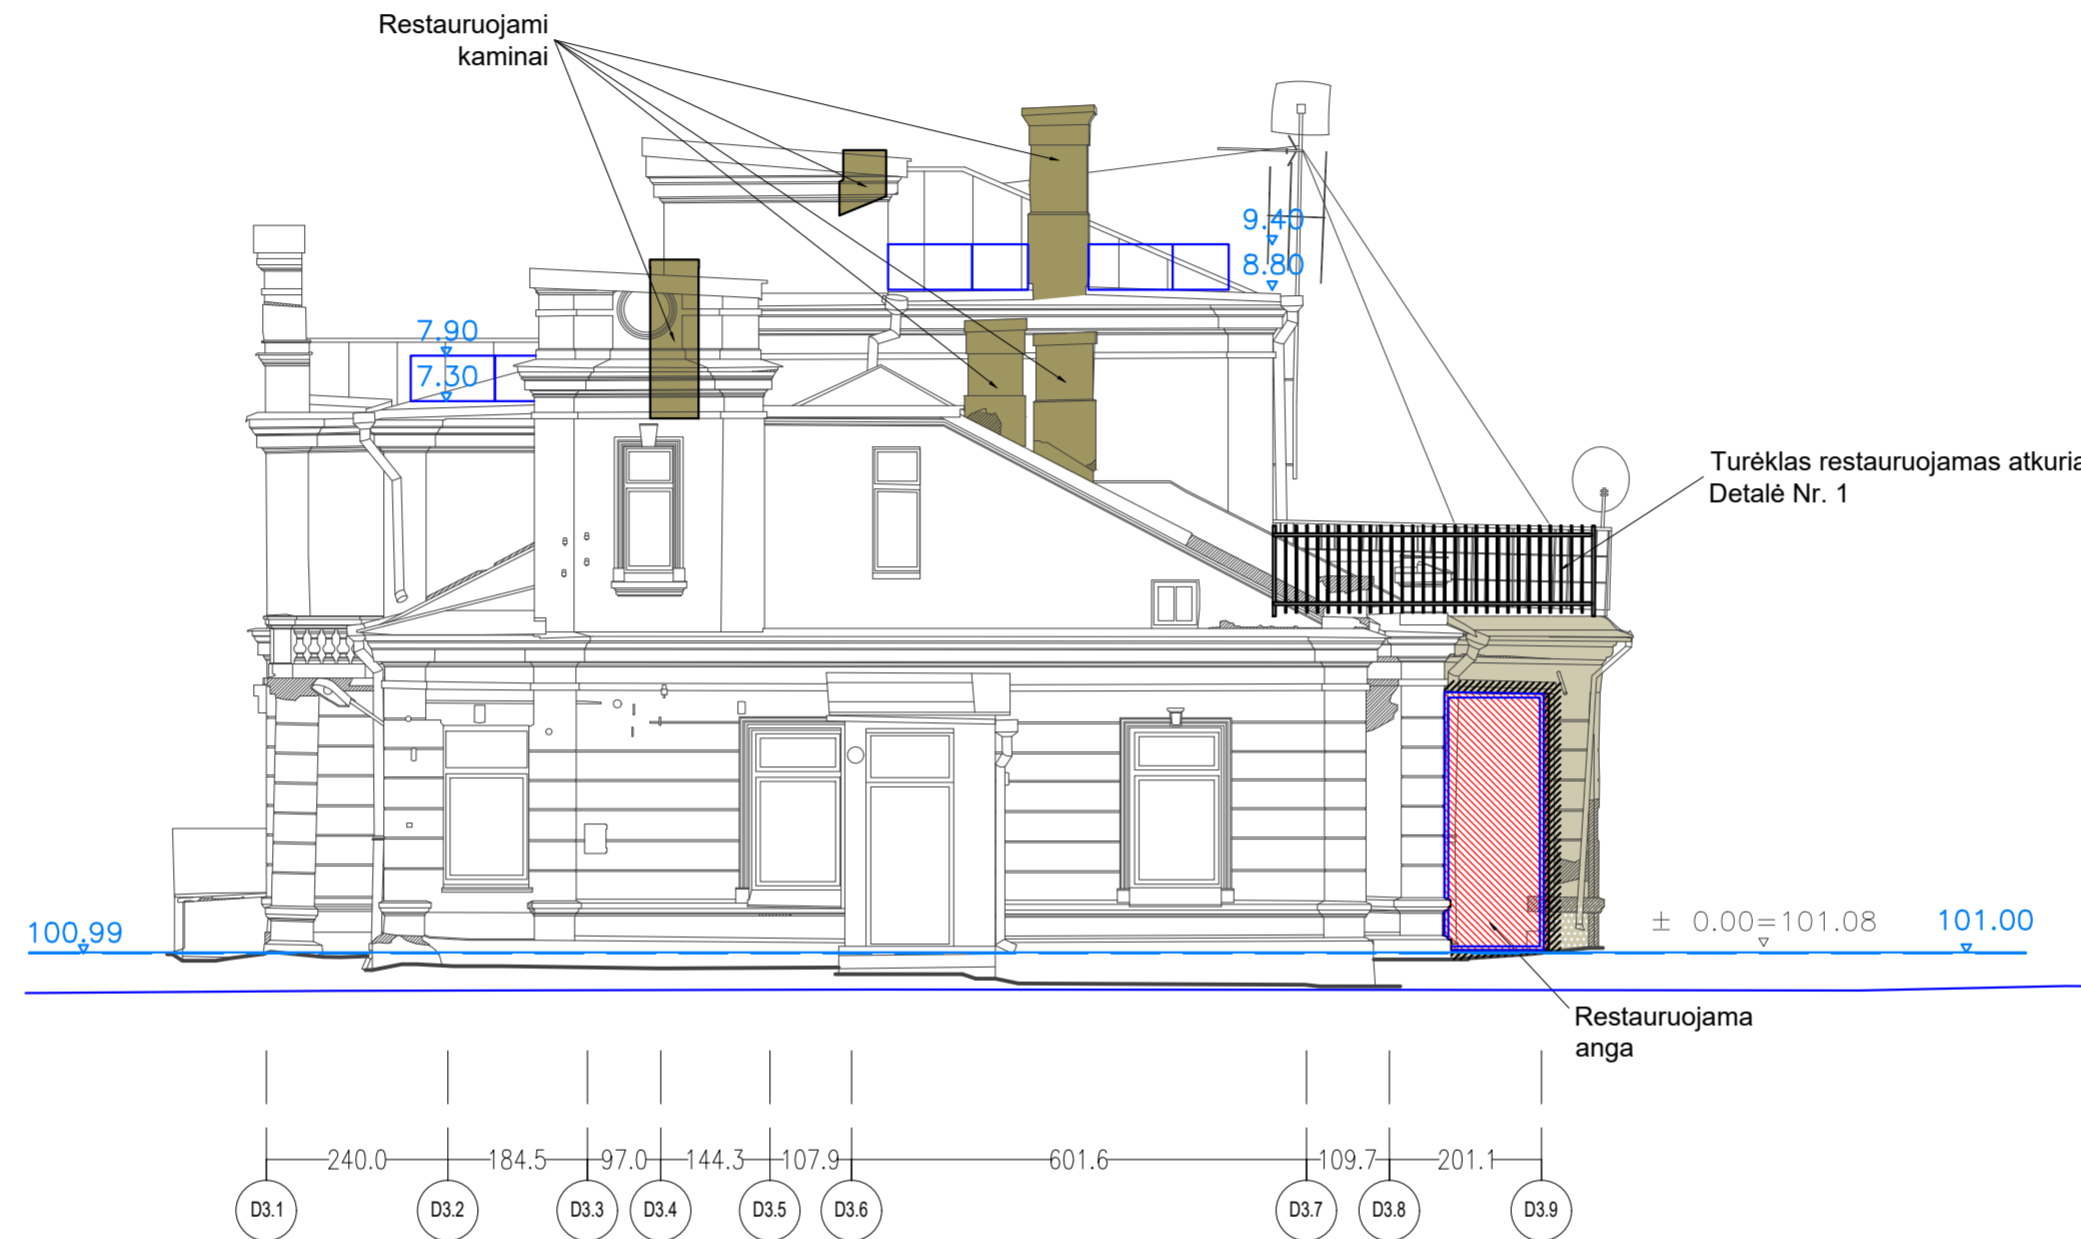 Restauruojami
kaminai
9.40
8.80
7.90
7.30
Turėklas restauruojamas atkuria
Detalė Nr. 1
100.99
± 0.00=101.08
101.00
Restauruojama
anga
240.0 184.5 97.0 144.3 107.9 601.6 109.7 201.1
D3.1 D3.2 D3.3 D3.4 D3.5 D3.6 D3.7 D3.8 D3.9